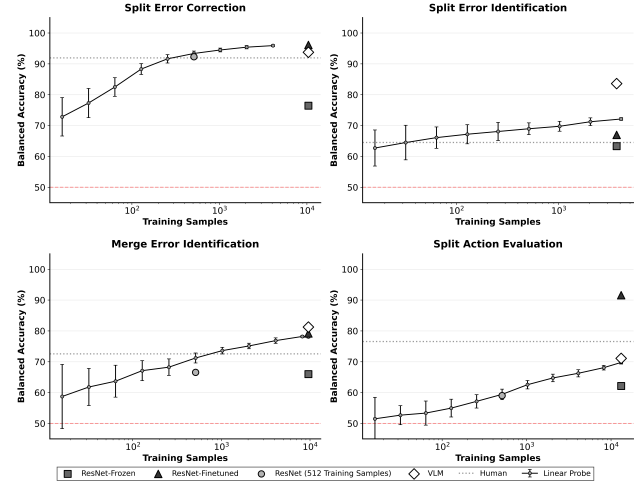 Split Error Correction
Balanced Accuracy (%)
100
90
80
70
60
50
10²
10³
10⁴
Training Samples
Split Error Identification
Balanced Accuracy (%)
100
90
80
70
60
50
10²
10³
Training Samples
Merge Error Identification
Balanced Accuracy (%)
100
90
80
70
60
50
10²
10³
10⁴
Training Samples
Split Action Evaluation
Balanced Accuracy (%)
100
90
80
70
60
50
10²
10³
10⁴
Training Samples
ResNet-Frozen ResNet-Finetuned ResNet (512 Training Samples) VLM Human Linear Probe